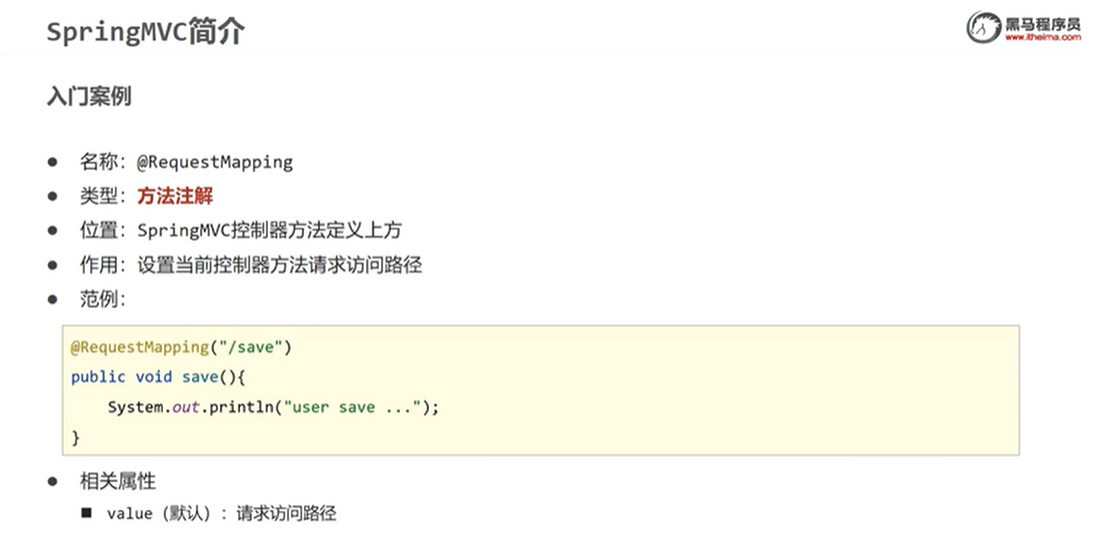 SpringMVC简介
黑马程序员
www.itheima.com
入门案例
● 名称：@RequestMapping
● 类型：方法注解
● 位置：SpringMVC控制器方法定义上方
● 作用：设置当前控制器方法请求访问路径
● 范例：
@RequestMapping("/save")
public void save(){
    System.out.println("user save ...");
}
● 相关属性
■ value（默认）：请求访问路径